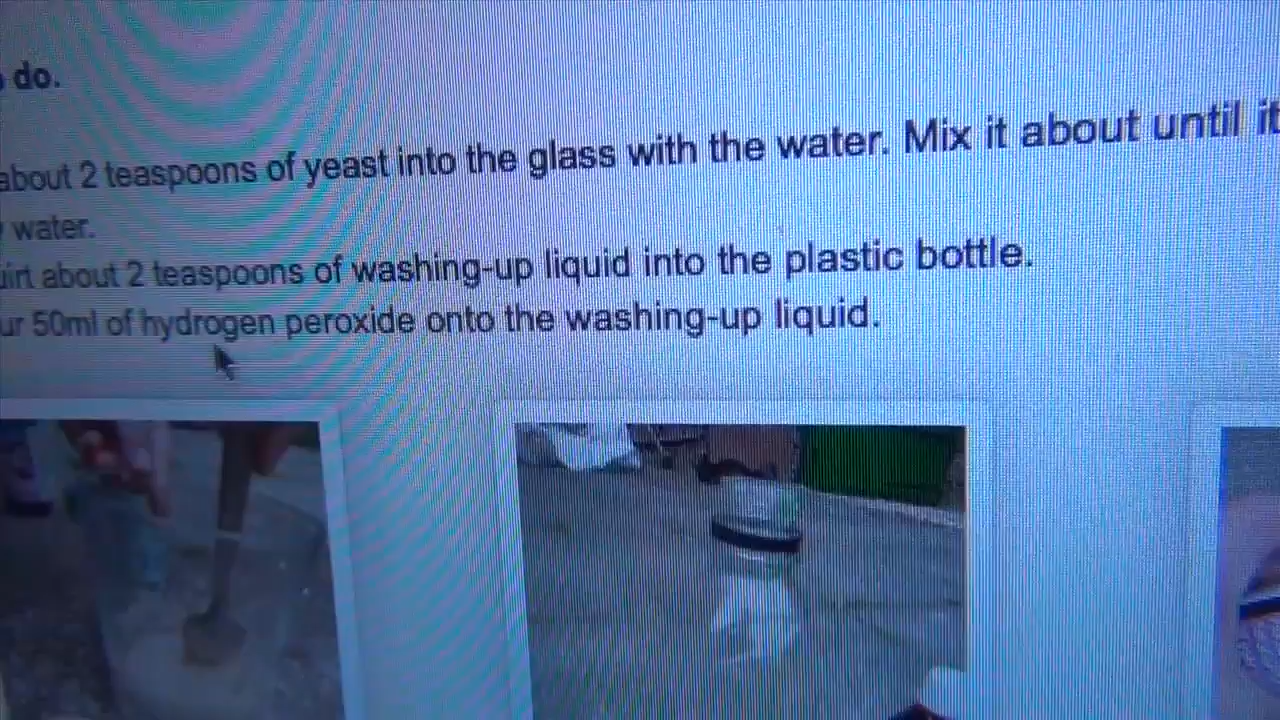 do.
about 2 teaspoons of yeast into the glass with the water. Mix it about until it
water.
about 2 teaspoons of washing-up liquid into the plastic bottle.
50ml of hydrogen peroxide onto the washing-up liquid.